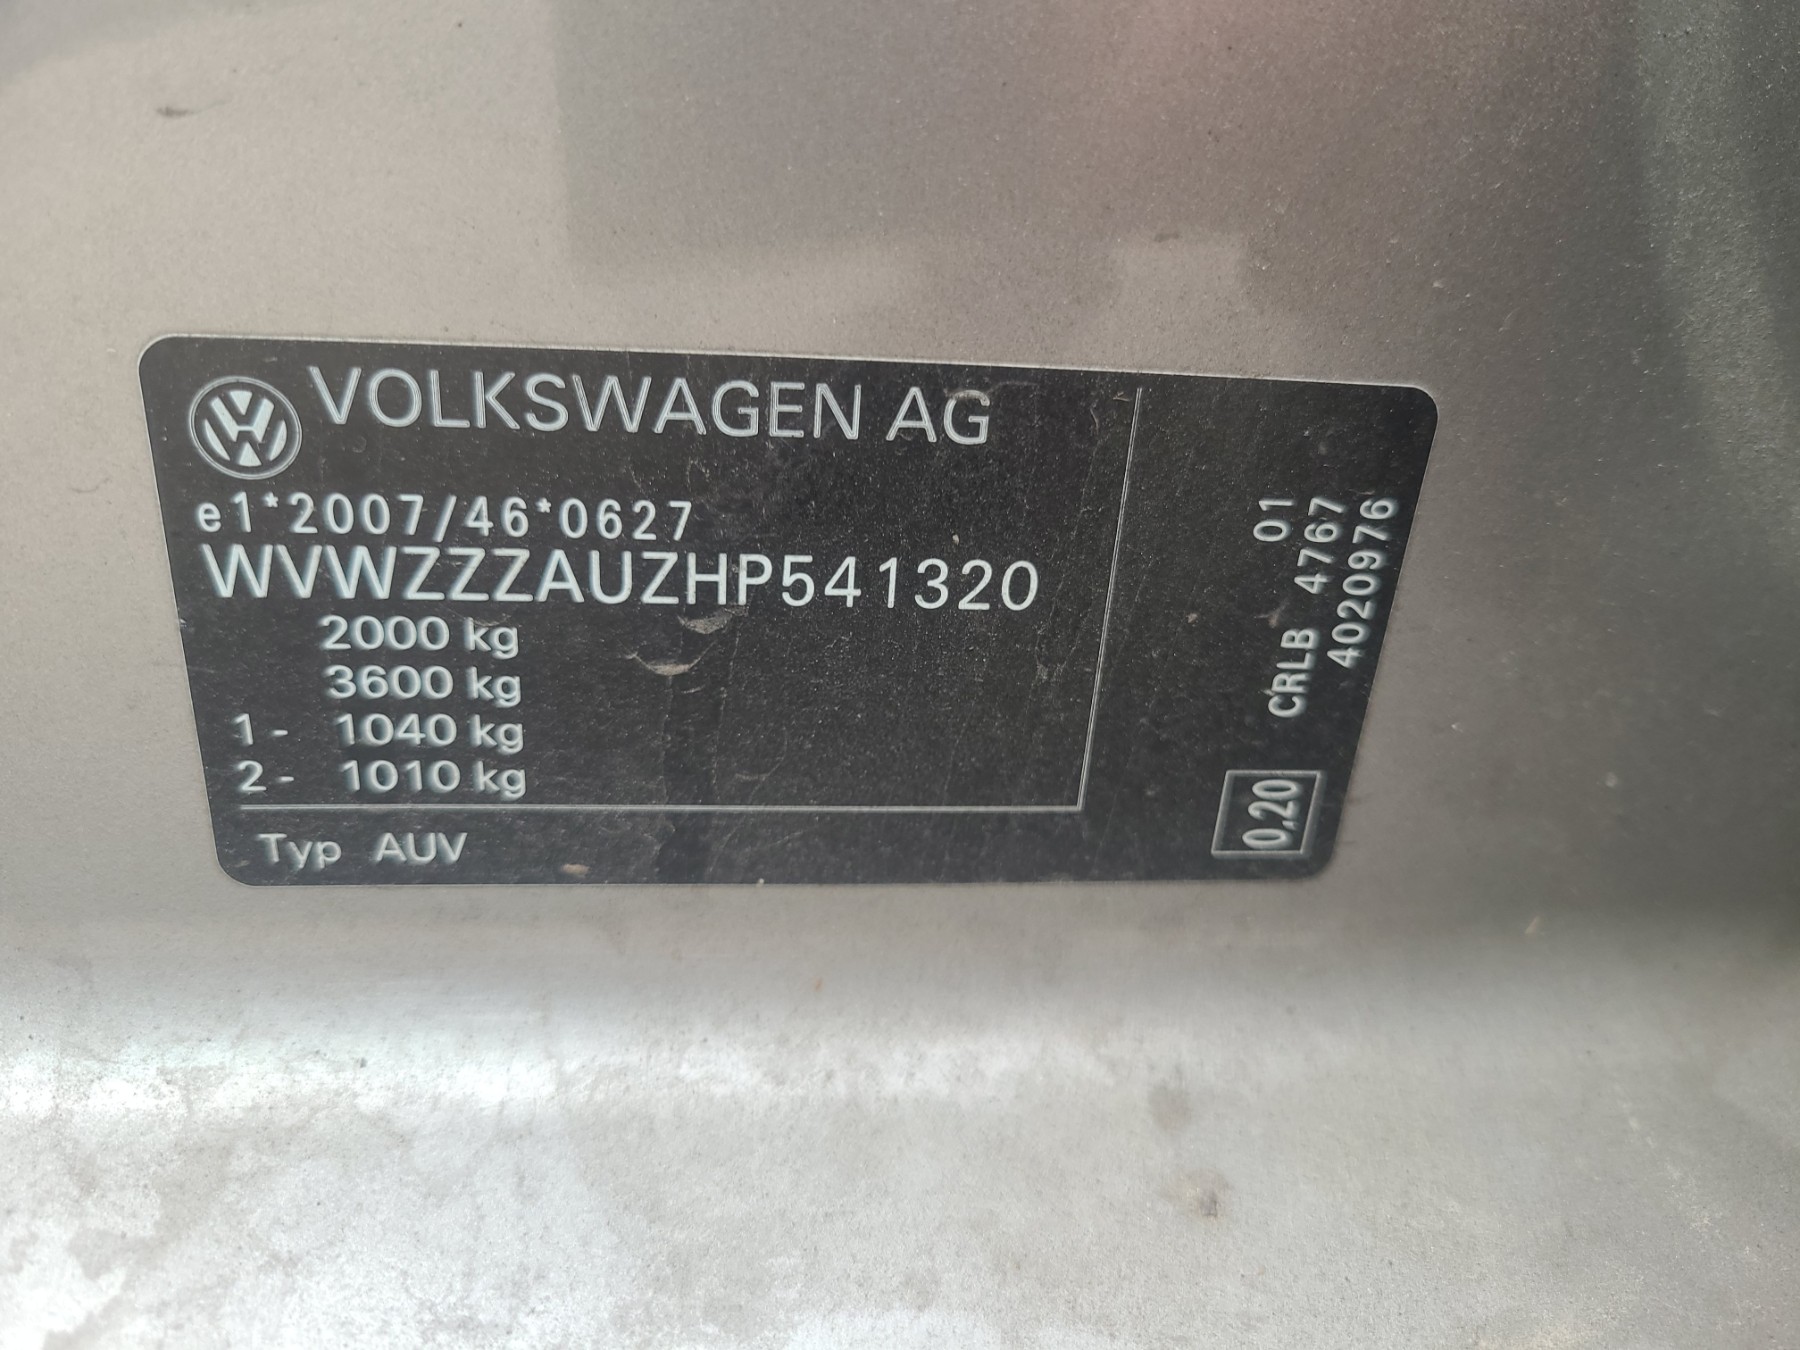 VOLKSWAGEN AG
e1*2007/46*0627
WVWZZZAUZHP541320
2000 kg
3600 kg
1- 1040 kg
2- 1010 kg
Typ AUV
01
CRLB 4767
4020976
0,20